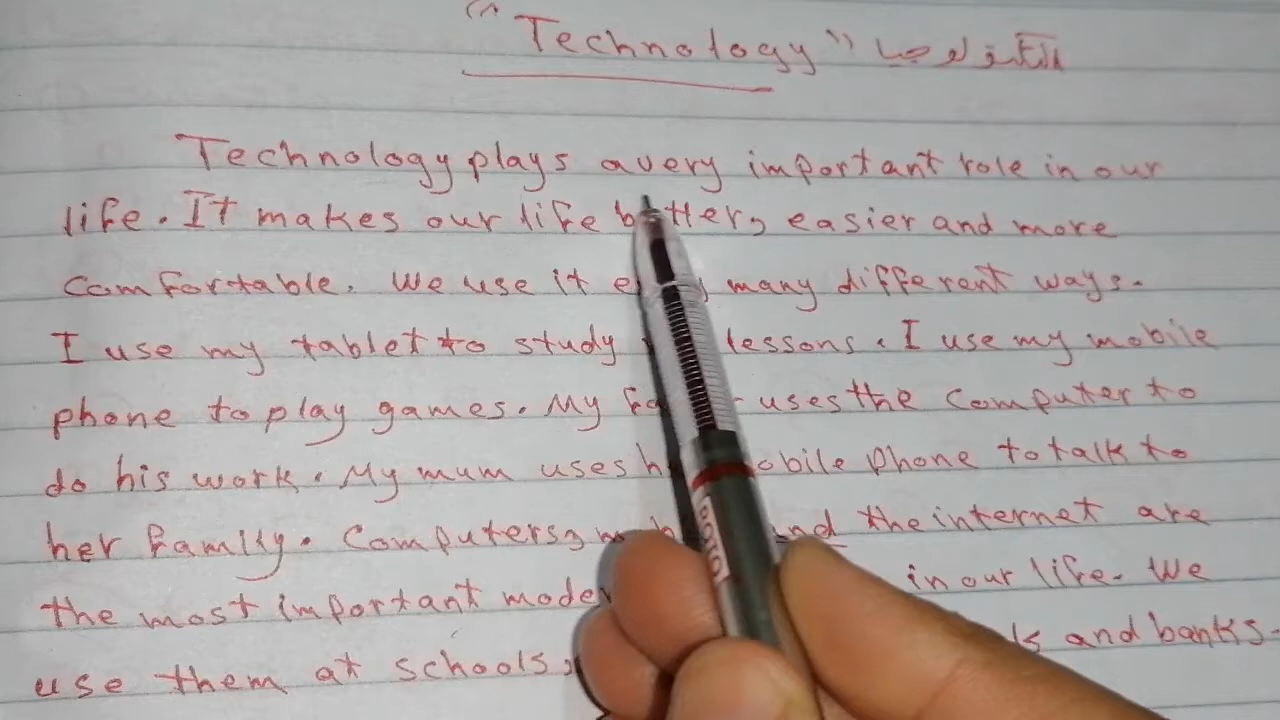 "Technology" التكنولوجيا
Technology plays a very important role in our
life. It makes our life better, easier and more
comfortable. We use it many different ways.
I use my tablet to study lessons. I use my mobile
phone to play games. My uses the computer to
do his work. My mum uses mobile phone to talk to
her family. Computers, and the internet are
the most important in our life. We
use them at schools, and banks.
ROTO